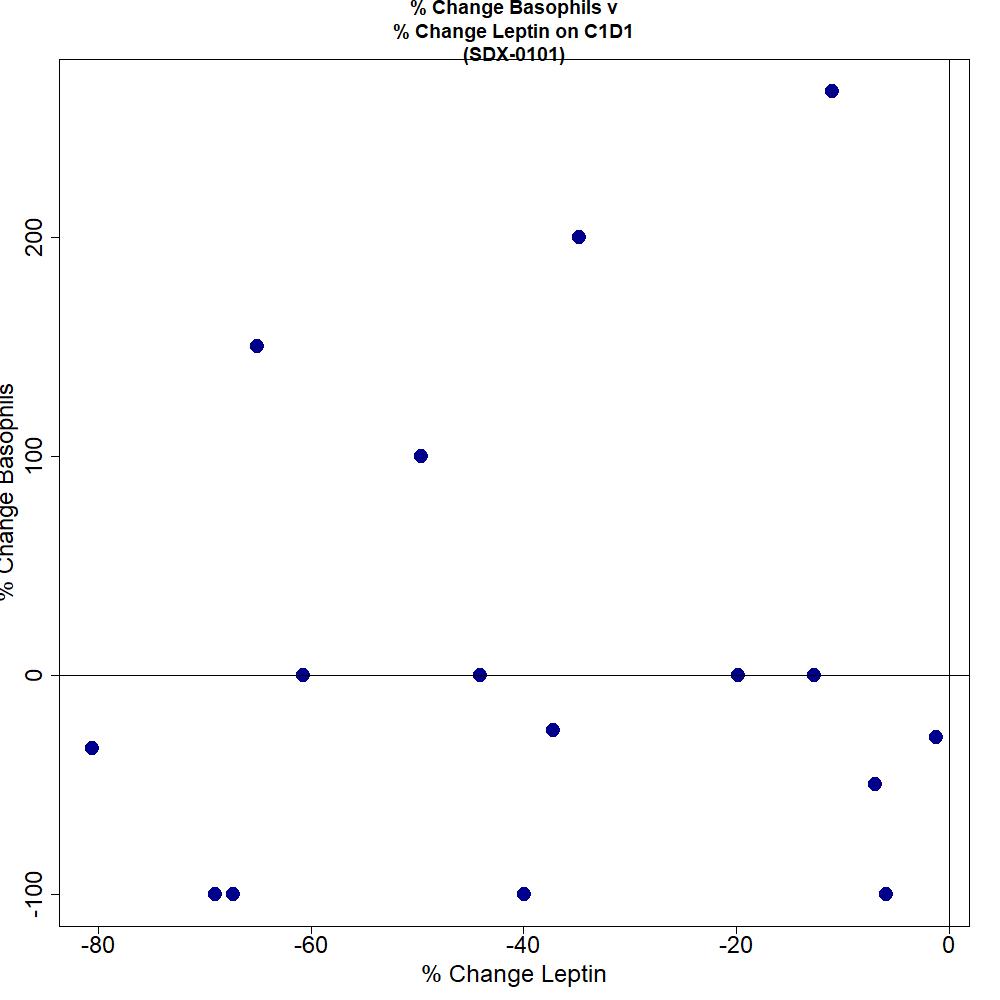 % Change Basophils v
% Change Leptin on C1D1
(SDX-0101)
% Change Basophils
200
100
0
-100
-80
-60
-40
-20
0
% Change Leptin